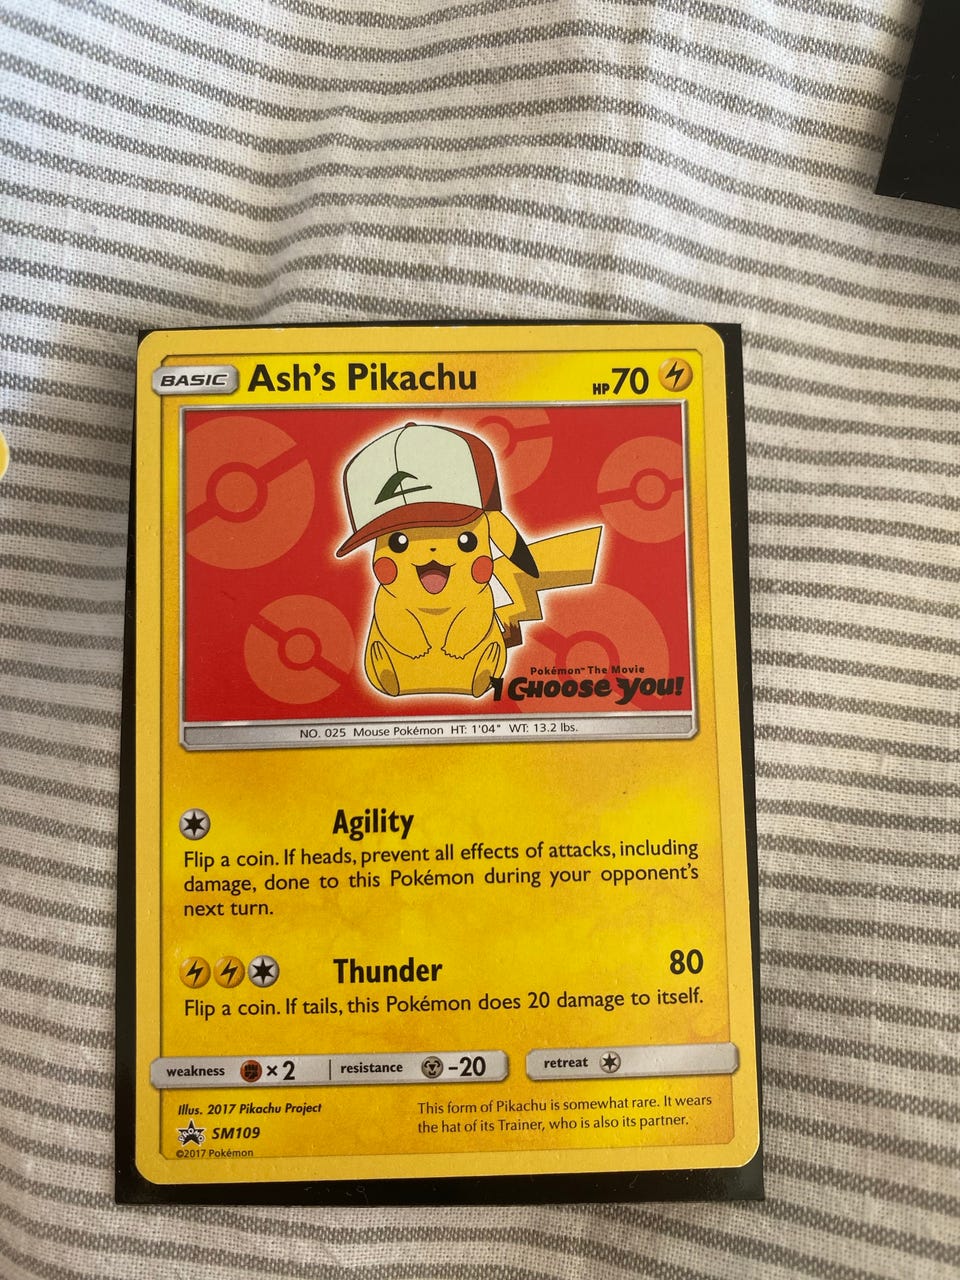 BASIC Ash's Pikachu HP 70
Pokémon™ The Movie
I Choose You!
NO. 025 Mouse Pokémon HT: 1'04" WT: 13.2 lbs.
Agility
Flip a coin. If heads, prevent all effects of attacks, including
damage, done to this Pokémon during your opponent's
next turn.
Thunder 80
Flip a coin. If tails, this Pokémon does 20 damage to itself.
weakness ×2 resistance -20 retreat
Illus. 2017 Pikachu Project
PROMO SM109
©2017 Pokémon
This form of Pikachu is somewhat rare. It wears
the hat of its Trainer, who is also its partner.